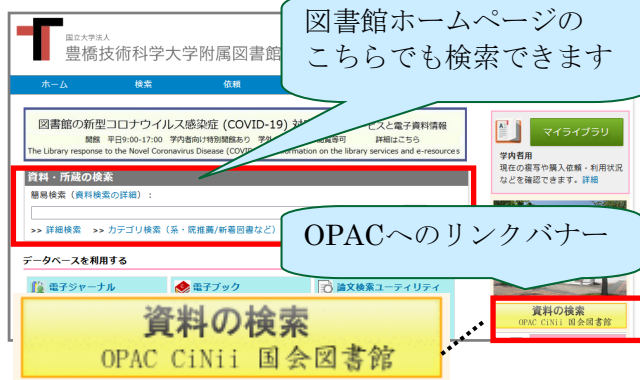 図書館ホームページの
こちらでも検索できます
国立大学法人
豊橋技術科学大学附属図書館
ホーム 検索 依頼
図書館の新型コロナウイルス感染症 (COVID-19) 対
ビスと電子資料情報
開館 平日9:00-17:00 学内者向け特別開館あり 学外
覧等可 詳細はこちら
The Library response to the Novel Coronavirus Disease (COVID
rmation on the library services and e-resources
マイライブラリ
学内者用
現在の複写や購入依頼・利用状況
などを確認できます。詳細
資料・所蔵の検索
簡易検索（資料検索の詳細）：
>> 詳細検索 >> カテゴリ検索（系・院推薦/新着図書など）
OPACへのリンクバナー
データベースを利用する
電子ジャーナル 電子ブック 論文検索ユーティリティ
資料の検索
OPAC CiNii 国会図書館
資料の検索
OPAC CiNii 国会図書館